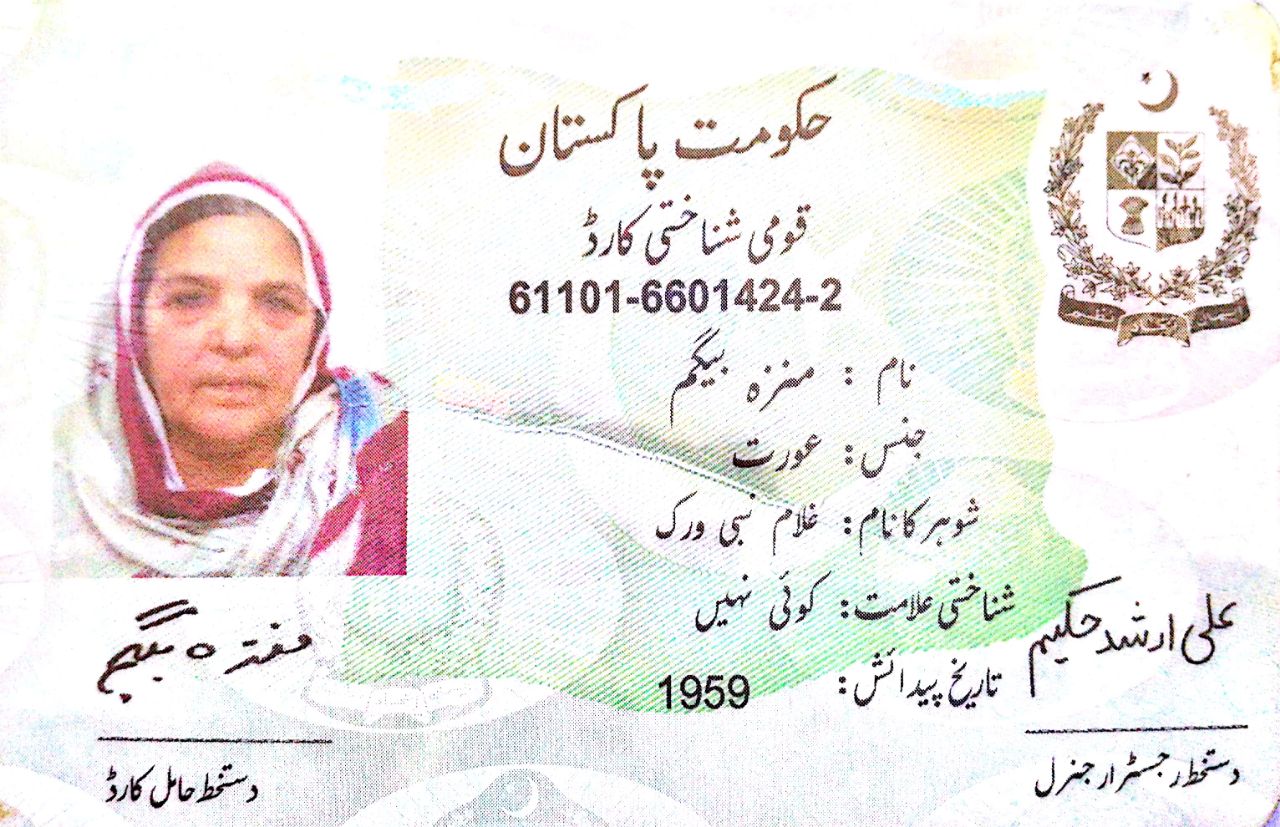 حکومت پاکستان
قومی شناختی کارڈ
61101-6601424-2
نام : منزہ بیگم
جنس: عورت
شوہر کا نام: غلام نبی ورک
شناختی علامت: کوئی نہیں
تاریخ پیدائش: 1959
علی ارشد حکیم
دستخط رجسٹرار جنرل
منزہ بیگم
دستخط حامل کارڈ